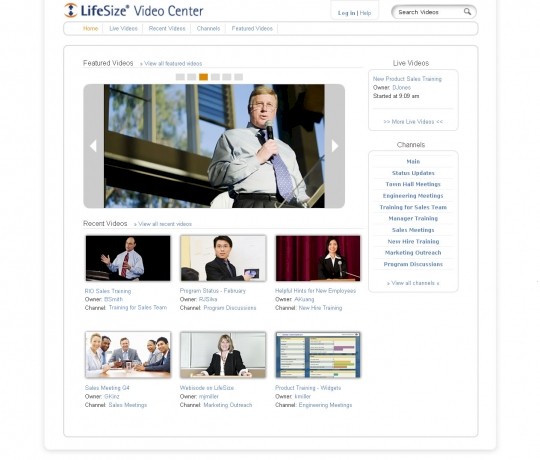 LifeSize® Video Center
Log In | Help
Search Videos
Home
Live Videos
Recent Videos
Channels
Featured Videos
Featured Videos
» View all featured videos
Live Videos
New Product Sales Training
Owner: DJones
Started at 9:09 am
>> More Live Videos <<
Channels
Main
Status Updates
Town Hall Meetings
Engineering Meetings
Training for Sales Team
Manager Training
Sales Meetings
New Hire Training
Marketing Outreach
Program Discussions
» View all channels »
Recent Videos
» View all recent videos
RIO Sales Training
Owner: BSmith
Channel: Training for Sales Team
Program Status - February
Owner: RJSilva
Channel: Program Discussions
Helpful Hints for New Employees
Owner: AKuang
Channel: New Hire Training
Sales Meeting G4
Owner: GKinz
Channel: Sales Meetings
Webisode on LifeSize
Owner: mjmiller
Channel: Marketing Outreach
Product Training - Widgets
Owner: kmiller
Channel: Engineering Meetings